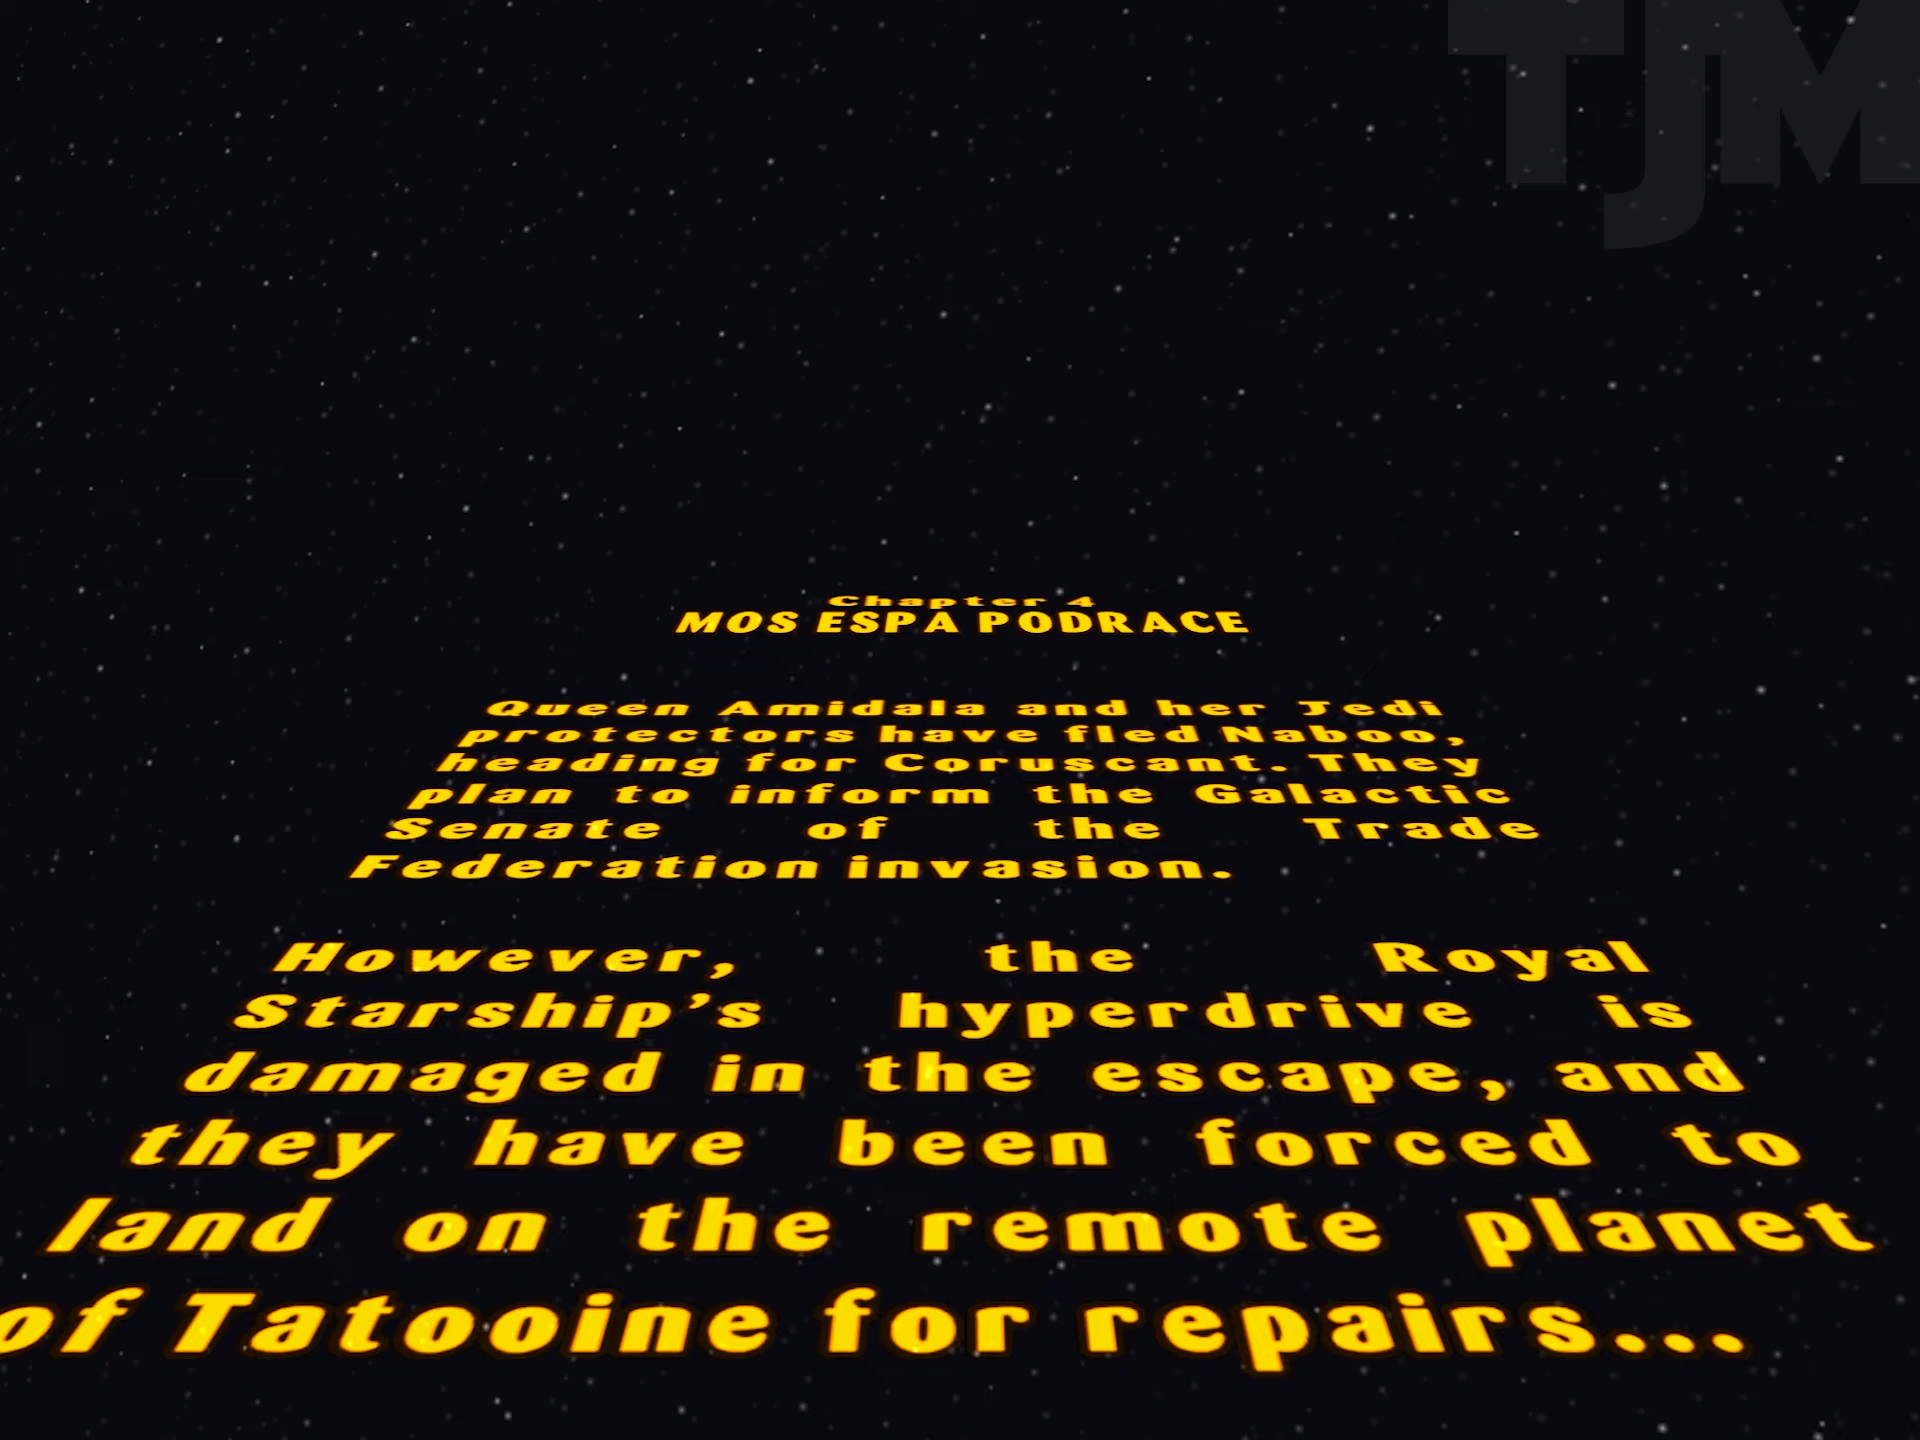 TJM
Chapter 4
MOS ESPA PODRACE
Queen Amidala and her Jedi
protectors have fled Naboo,
heading for Coruscant. They
plan to inform the Galactic
Senate of the Trade
Federation invasion.
However, the Royal
Starship’s hyperdrive is
damaged in the escape, and
they have been forced to
land on the remote planet
of Tatooine for repairs...